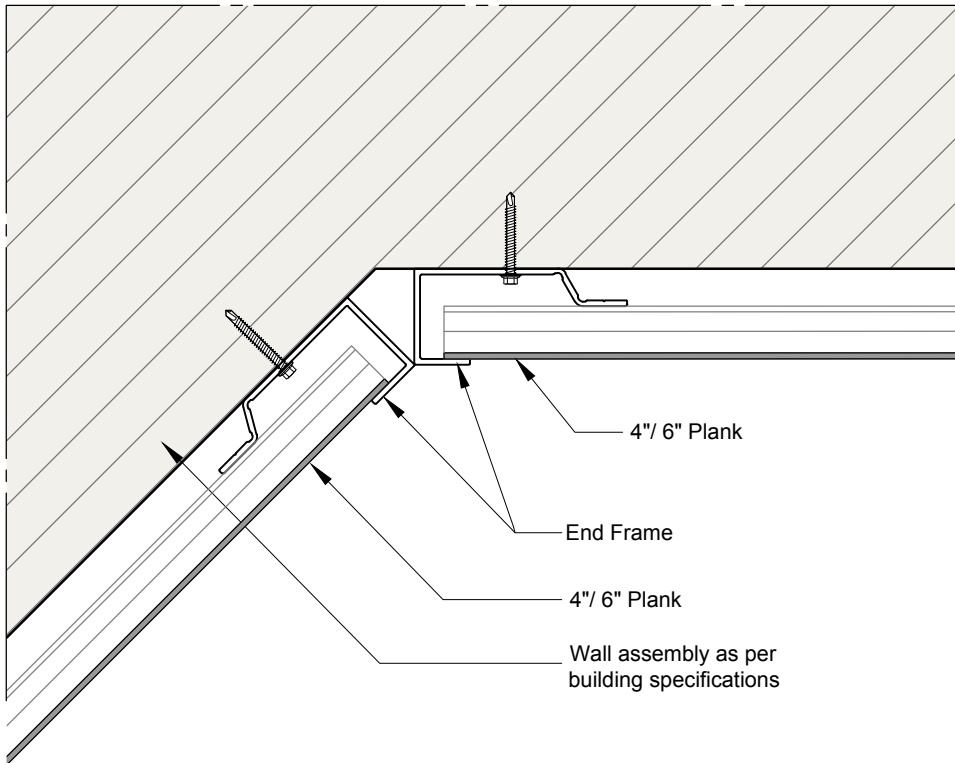 4"/ 6" Plank
End Frame
4"/ 6" Plank
Wall assembly as per
building specifications